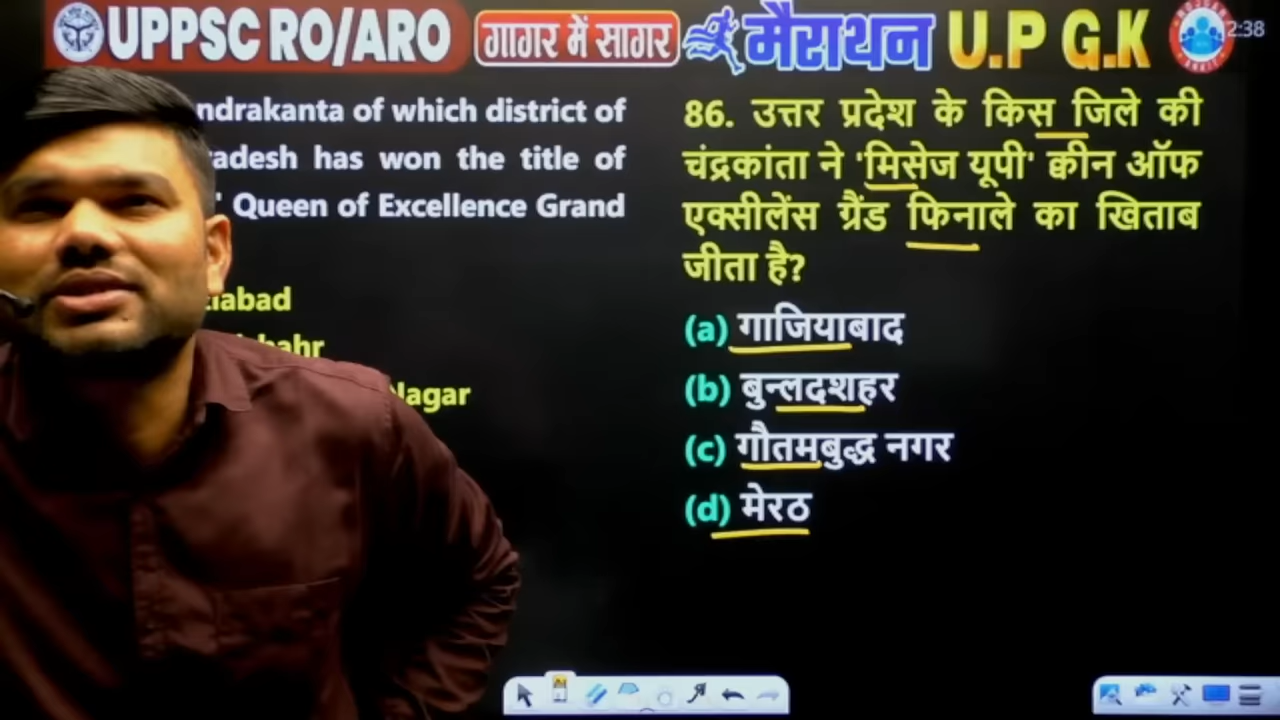 UPPSC RO/ARO गागर में सागर मैराथन U.P G.K 2:38
ndrakanta of which district of
radesh has won the title of
' Queen of Excellence Grand
iabad
ahr
Nagar
86. उत्तर प्रदेश के किस जिले की
चंद्रकांता ने 'मिसेज यूपी' क्वीन ऑफ
एक्सीलेंस ग्रैंड फिनाले का खिताब
जीता है?
(a) गाजियाबाद
(b) बुन्लदशहर
(c) गौतमबुद्ध नगर
(d) मेरठ